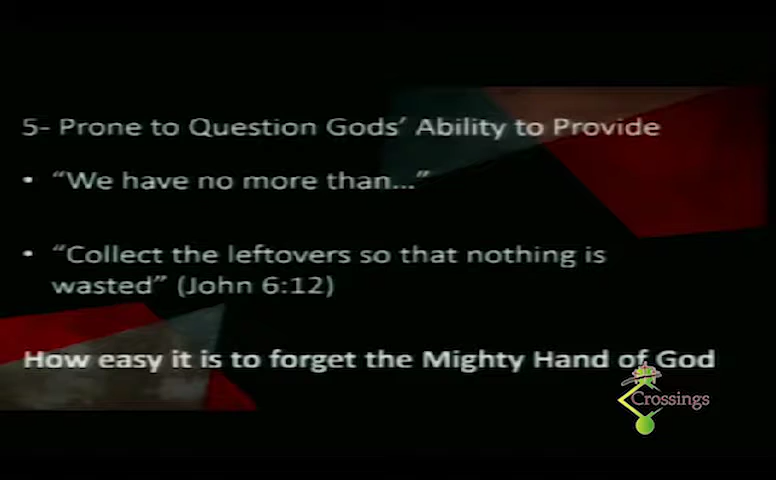 5- Prone to Question Gods’ Ability to Provide
• “We have no more than...”
• “Collect the leftovers so that nothing is
wasted” (John 6:12)
How easy it is to forget the Mighty Hand of God
Crossings